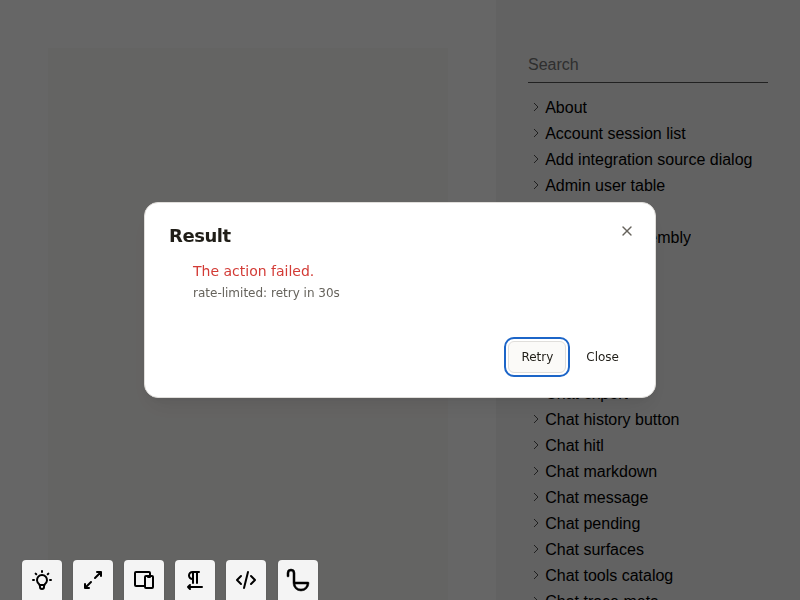 Search
About
Account session list
Add integration source dialog
Admin user table
Result
The action failed.
rate-limited: retry in 30s
Retry
Close
Chat history button
Chat hitl
Chat markdown
Chat message
Chat pending
Chat surfaces
Chat tools catalog